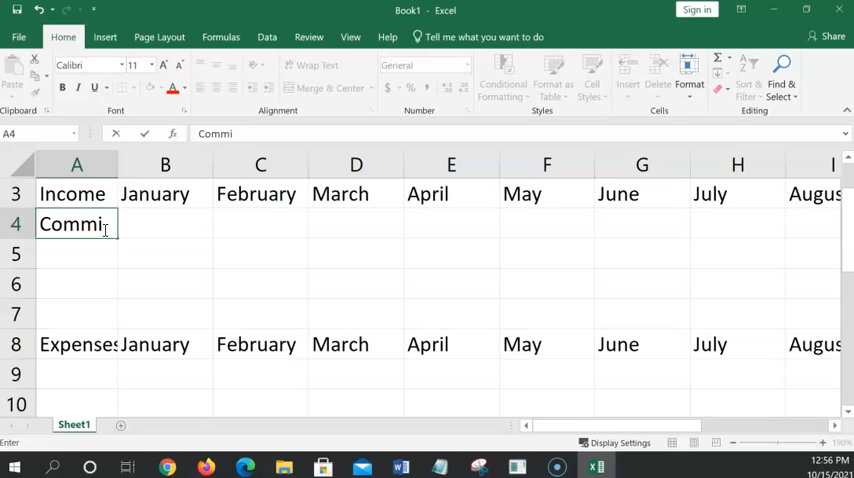 Book1 - Excel
Sign in
File Home Insert Page Layout Formulas Data Review View Help Tell me what you want to do Share
Paste
Calibri 11
B I U A
Wrap Text
Merge & Center
General
$ % ,
Conditional Formatting
Format as Table
Cell Styles
Insert Delete Format
Sort & Filter
Find & Select
Clipboard Font Alignment Number Styles Cells Editing
A4 fx Commi
A B C D E F G H I
3 Income January February March April May June July Augus
4 Commi
5
6
7
8 Expenses January February March April May June July Augus
9
10
Sheet1
Enter Display Settings 190%
12:56 PM
10/15/2021